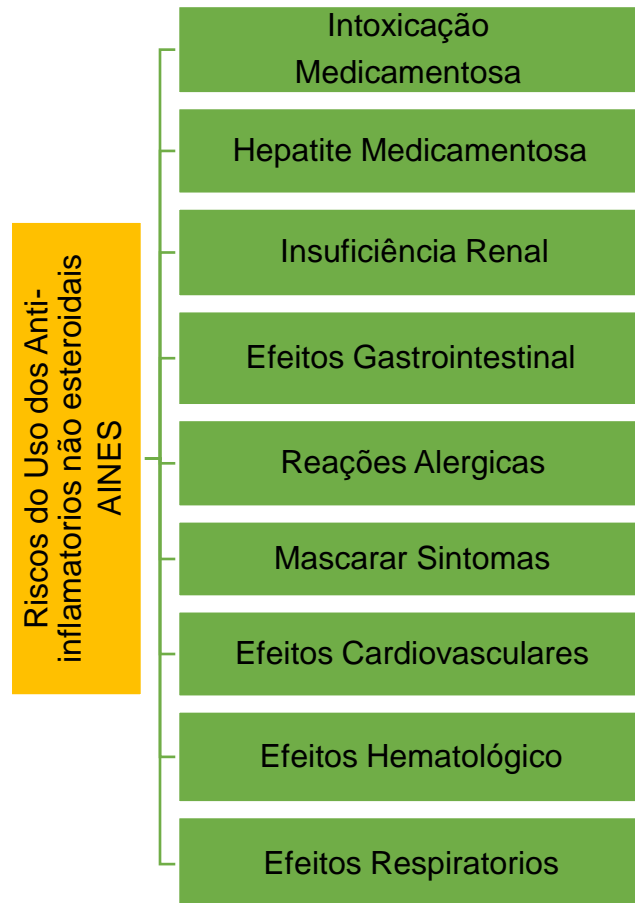 Riscos do Uso dos Anti-
inflamatorios não esteroidais
AINES
Intoxicação
Medicamentosa
Hepatite Medicamentosa
Insuficiência Renal
Efeitos Gastrointestinal
Reações Alergicas
Mascarar Sintomas
Efeitos Cardiovasculares
Efeitos Hematológico
Efeitos Respiratorios